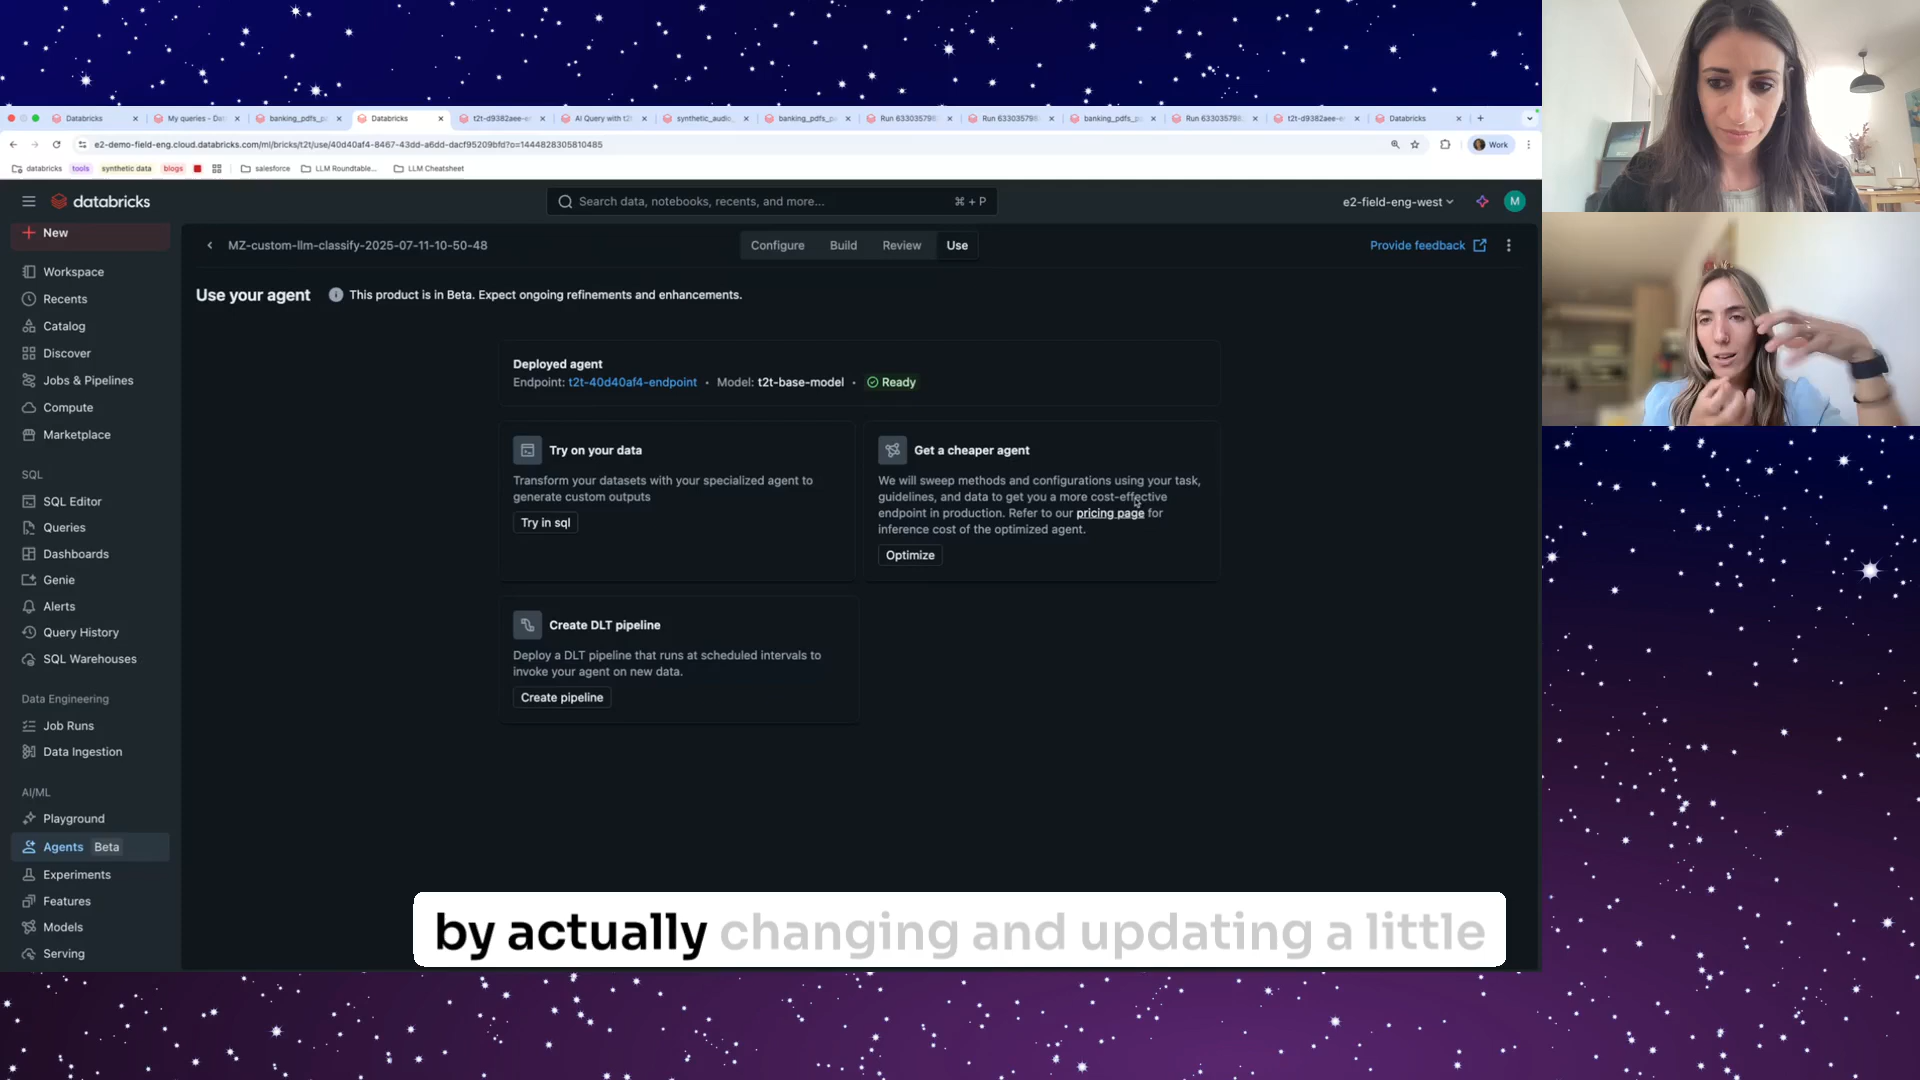 Databricks
My queries - Dat
banking_pdfs_p
Databricks
t2t-d9382aee-e
AI Query with t2t
synthetic_audio_
banking_pdfs_p
Run 633035798
Run 6330357984
banking_pdfs_p
Run 6330357983
t2t-d9382aee-e
Databricks
e2-demo-field-eng.cloud.databricks.com/ml/bricks/t2t/use/40d40af4-8467-43dd-a6dd-dacf95209bfd?o=1444828305810485
Work
databricks
tools
synthetic data
blogs
salesforce
LLM Roundtable...
LLM Cheatsheet
databricks
Search data, notebooks, recents, and more...
⌘ + P
e2-field-eng-west
M
New
Workspace
Recents
Catalog
Discover
Jobs & Pipelines
Compute
Marketplace
SQL
SQL Editor
Queries
Dashboards
Genie
Alerts
Query History
SQL Warehouses
Data Engineering
Job Runs
Data Ingestion
AI/ML
Playground
Agents Beta
Experiments
Features
Models
Serving
MZ-custom-llm-classify-2025-07-11-10-50-48
Configure
Build
Review
Use
Provide feedback
Use your agent
This product is in Beta. Expect ongoing refinements and enhancements.
Deployed agent
Endpoint: t2t-40d40af4-endpoint • Model: t2t-base-model • Ready
Try on your data
Transform your datasets with your specialized agent to
generate custom outputs
Try in sql
Get a cheaper agent
We will sweep methods and configurations using your task,
guidelines, and data to get you a more cost-effective
endpoint in production. Refer to our pricing page for
inference cost of the optimized agent.
Optimize
Create DLT pipeline
Deploy a DLT pipeline that runs at scheduled intervals to
invoke your agent on new data.
Create pipeline
by actually changing and updating a little